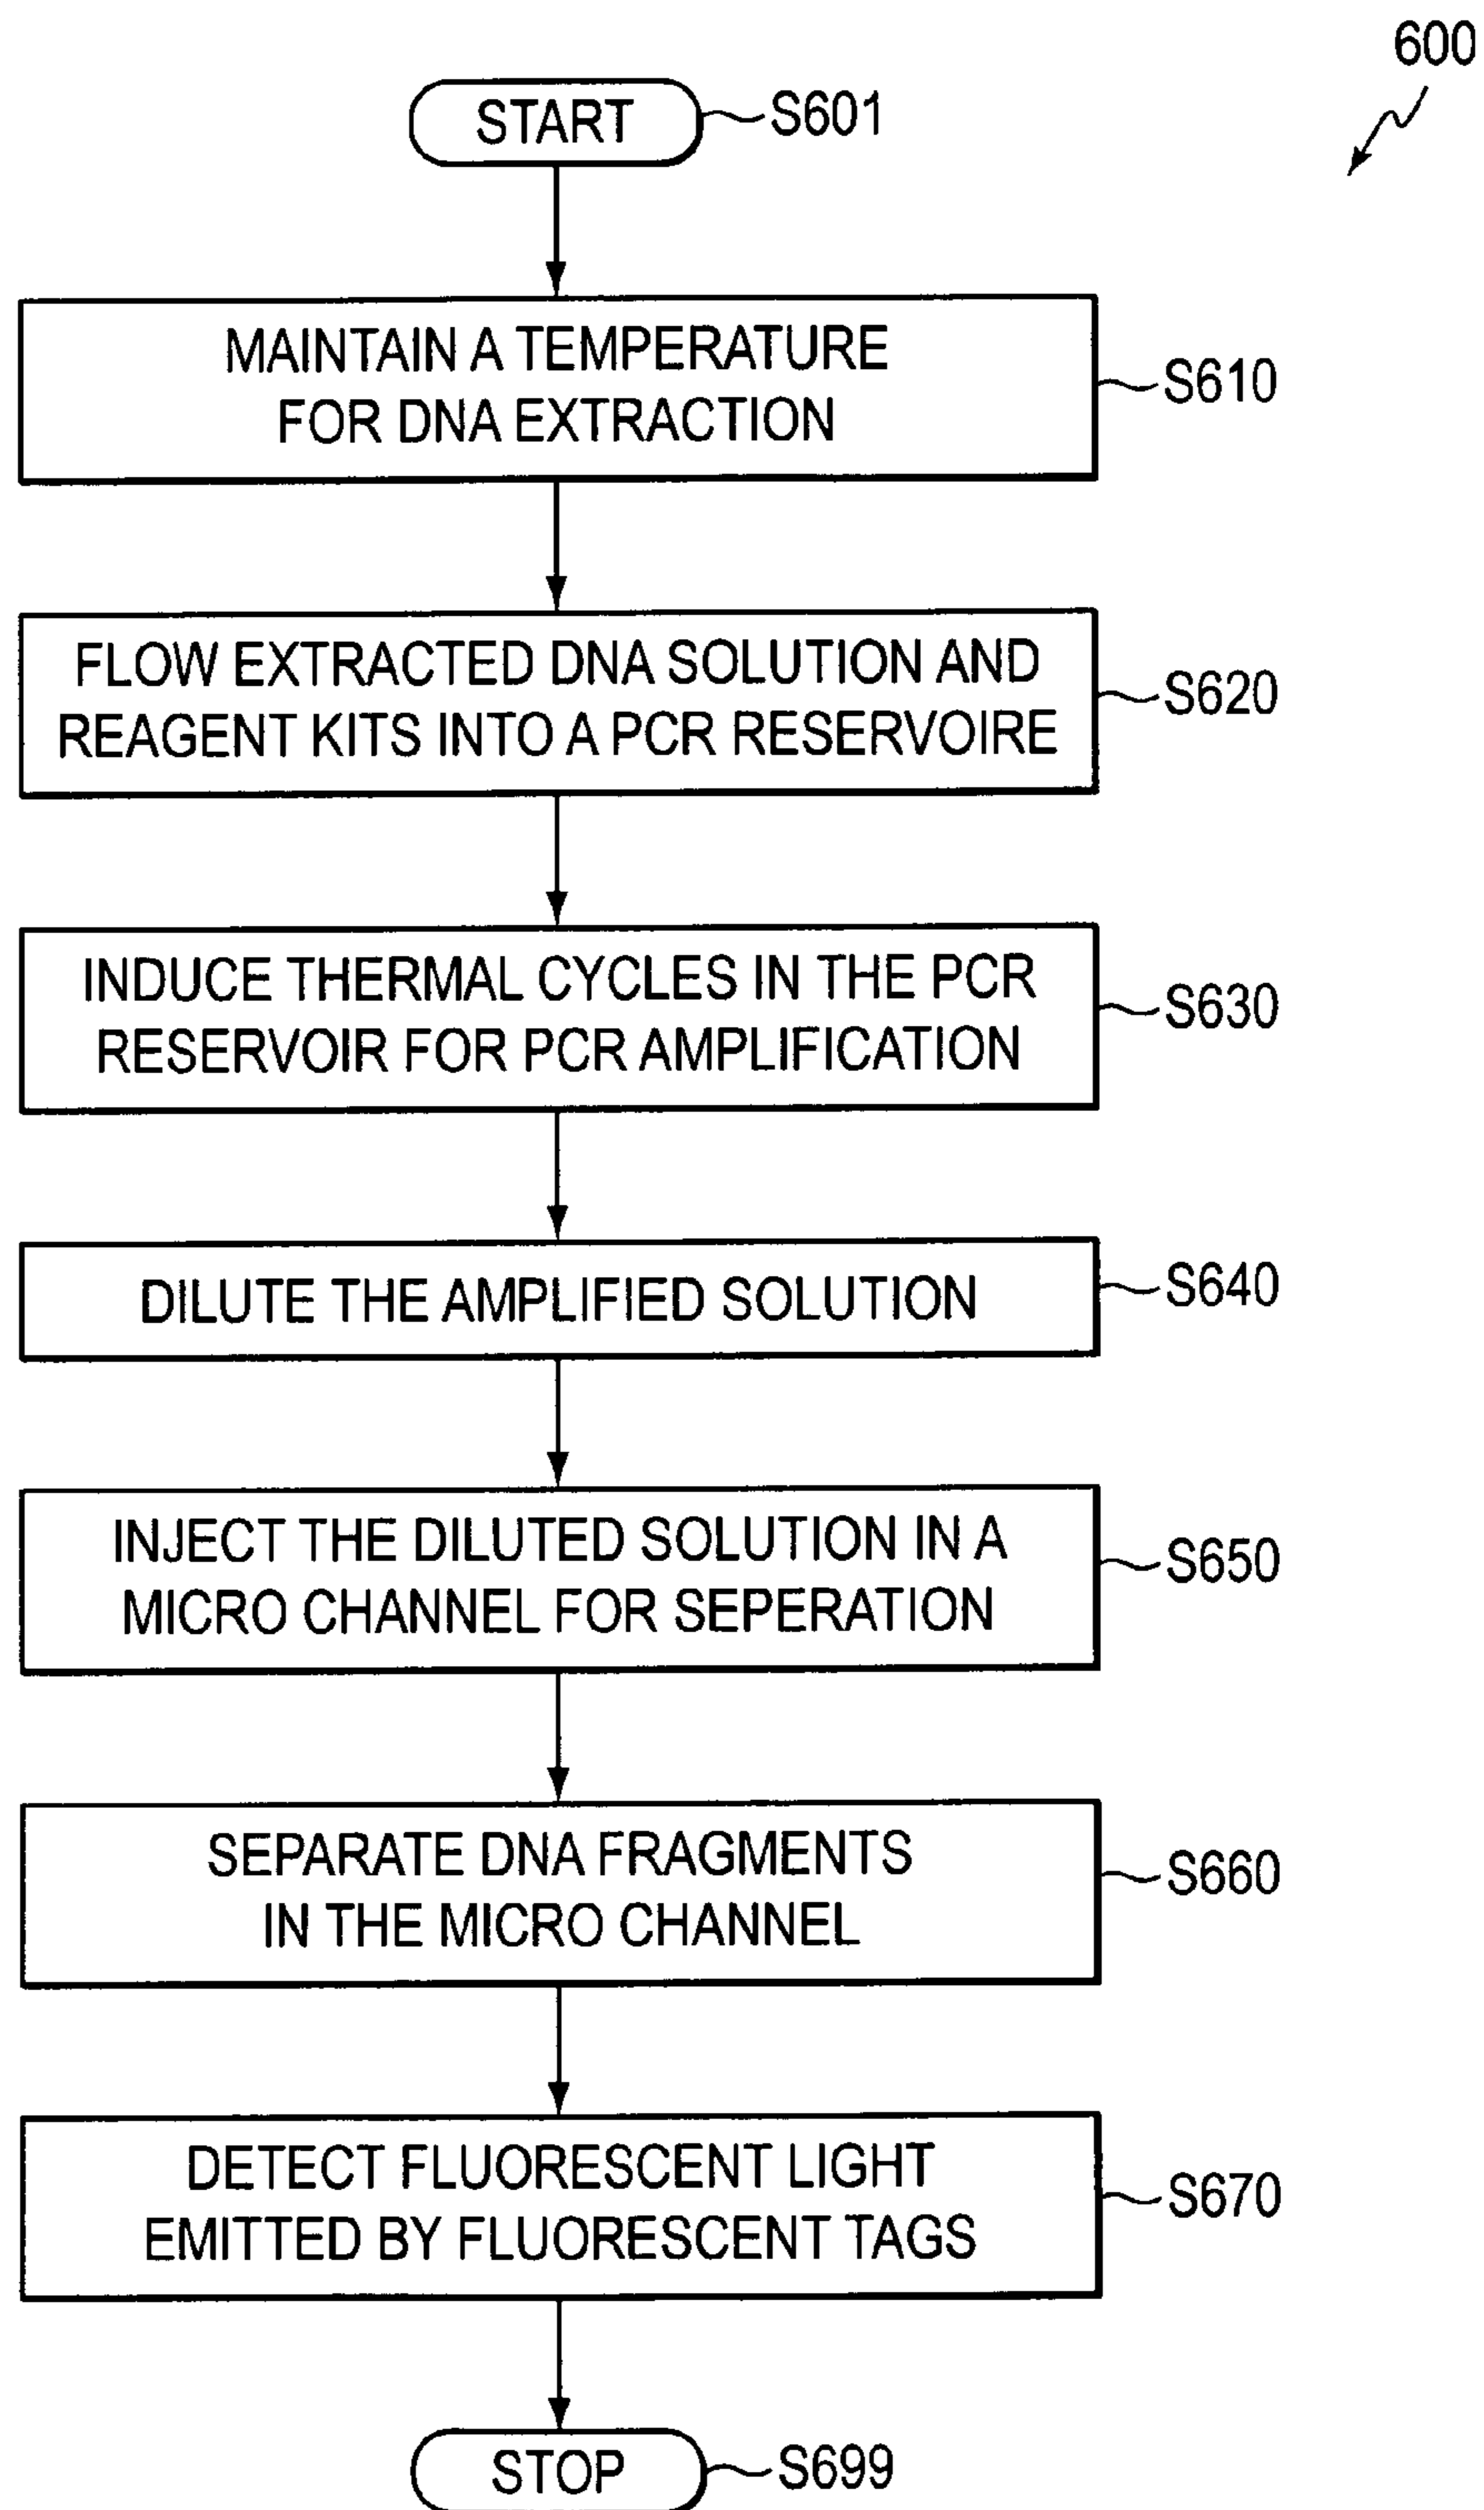 600
START
S601
MAINTAIN A TEMPERATURE
FOR DNA EXTRACTION
S610
FLOW EXTRACTED DNA SOLUTION AND
REAGENT KITS INTO A PCR RESERVOIRE
S620
INDUCE THERMAL CYCLES IN THE PCR
RESERVOIR FOR PCR AMPLIFICATION
S630
DILUTE THE AMPLIFIED SOLUTION
S640
INJECT THE DILUTED SOLUTION IN A
MICRO CHANNEL FOR SEPERATION
S650
SEPARATE DNA FRAGMENTS
IN THE MICRO CHANNEL
S660
DETECT FLUORESCENT LIGHT
EMITTED BY FLUORESCENT TAGS
S670
STOP
S699